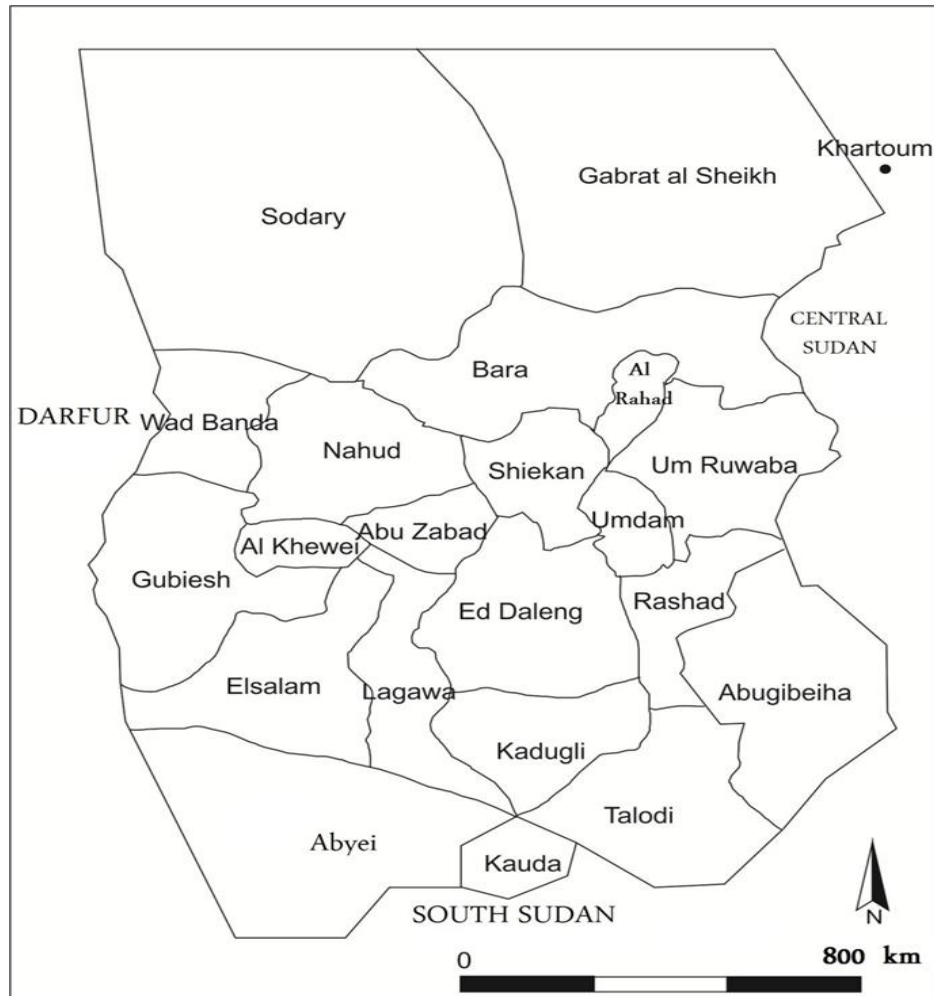 Khartoum
Gabrat al Sheikh
Sodary
CENTRAL
SUDAN
Bara
Al
Rahad
DARFUR
Wad Banda
Nahud
Shiekan
Um Ruwaba
Umdam
Abu Zabad
Al Khewei
Gubiesh
Ed Daleng
Rashad
Elsalam
Lagawa
Abugibeiha
Kadugli
Talodi
Abyei
Kauda
SOUTH SUDAN
N
0
800 km